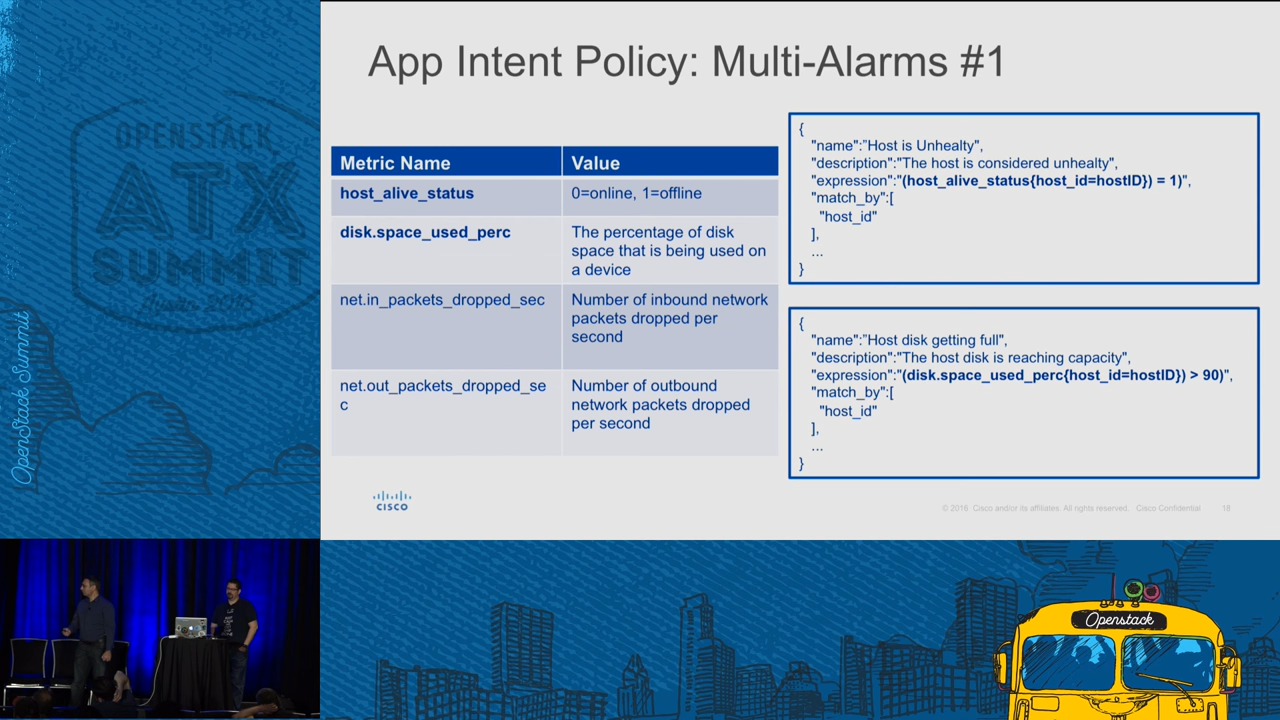 OPENSTACK
ATX
SUMMIT
Austin 2016
OpenStack Summit
App Intent Policy: Multi-Alarms #1
Metric Name Value
host_alive_status 0=online, 1=offline
disk.space_used_perc The percentage of disk
space that is being used on
a device
net.in_packets_dropped_sec Number of inbound network
packets dropped per
second
net.out_packets_dropped_se Number of outbound
c network packets dropped
per second
{
"name":"Host is Unhealty",
"description":"The host is considered unhealty",
"expression":"(host_alive_status{host_id=hostID}) = 1)",
"match_by":[
"host_id"
],
...
}
{
"name":"Host disk getting full",
"description":"The host disk is reaching capacity",
"expression":"(disk.space_used_perc{host_id=hostID}) > 90)",
"match_by":[
"host_id"
],
...
}
CISCO
© 2016 Cisco and/or its affiliates. All rights reserved. Cisco Confidential 18
Openstack